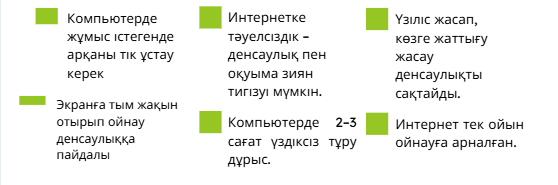 Компьютерде
жұмыс істегенде
арқаны тік ұстау
керек
Экранға тым жақын
отырып ойнау
денсаулыққа
пайдалы
Интернетке
тәуелсіздік –
денсаулық пен
оқуыма зиян
тигізуі мүмкін.
Компьютерде 2–3
сағат үздіксіз тұру
дұрыс.
Үзіліс жасап,
көзге жаттығу
жасау
денсаулықты
сақтайды.
Интернет тек ойын
ойнауға арналған.